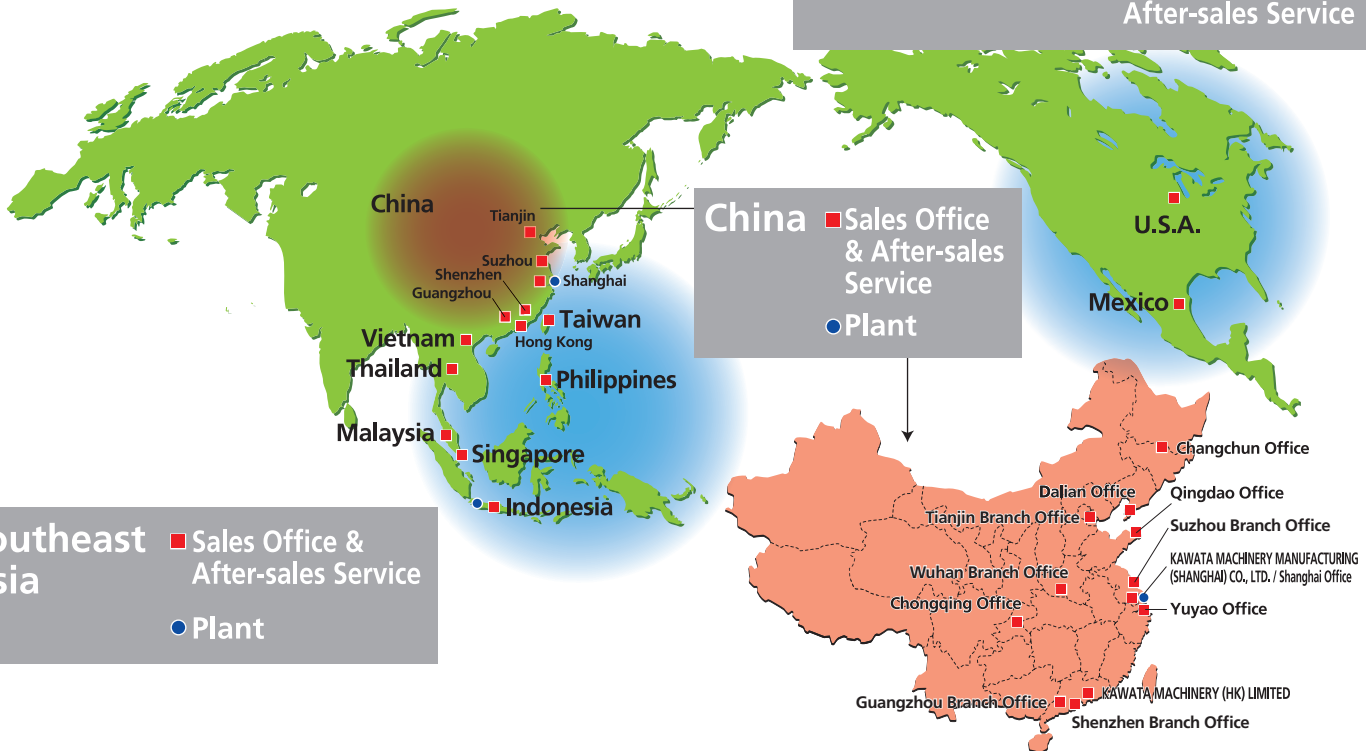 After-sales Service
China
Tianjin
Suzhou
Shenzhen
Shanghai
Guangzhou
Taiwan
Hong Kong
Vietnam
Thailand
Philippines
Malaysia
Singapore
Indonesia
China
Sales Office
& After-sales
Service
Plant
U.S.A.
Mexico
outheast
sia
Sales Office &
After-sales Service
Plant
Changchun Office
Dalian Office
Qingdao Office
Tianjin Branch Office
Suzhou Branch Office
KAWATA MACHINERY MANUFACTURING
(SHANGHAI) CO., LTD. / Shanghai Office
Wuhan Branch Office
Chongqing Office
Yuyao Office
KAWATA MACHINERY (HK) LIMITED
Guangzhou Branch Office
Shenzhen Branch Office